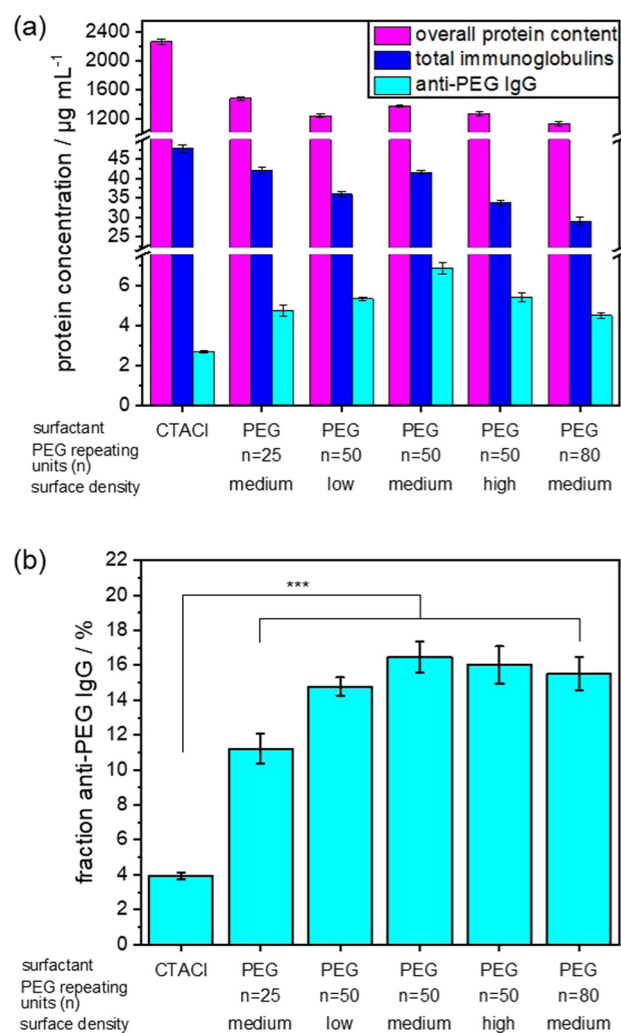 (a)
overall protein content
total immunoglobulins
anti-PEG IgG
protein concentration / µg mL⁻¹
2400
2000
1600
1200
45
40
35
30
25
6
4
2
0
surfactant CTACl PEG PEG PEG PEG PEG
PEG repeating
units (n) n=25 n=50 n=50 n=50 n=80
surface density medium low medium high medium
(b)
fraction anti-PEG IgG / %
22
20
18
16
14
12
10
8
6
4
2
0
***
surfactant CTACl PEG PEG PEG PEG PEG
PEG repeating
units (n) n=25 n=50 n=50 n=50 n=80
surface density medium low medium high medium